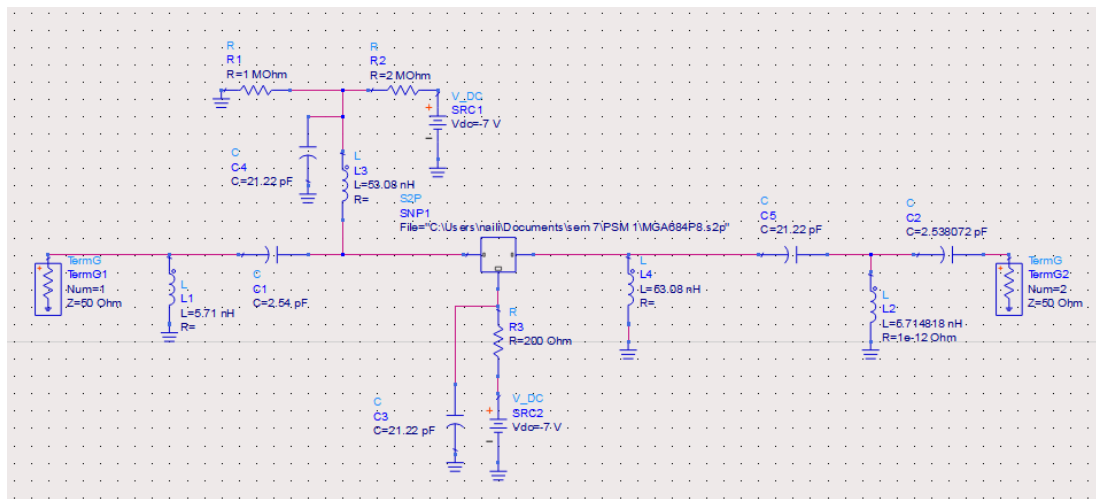 R
R1
R=1 MOhm
R
R2
R=2 MOhm
V_DC
SRC1
Vdc=-7 V
C
C4
C=21.22 pF
L
L3
L=53.08 nH
R=
S2P
SNP1
File="C:\Users\naili\Documents\sem 7\PSM 1\MGA684P8.s2p"
C
C5
C=21.22 pF
C
C2
C=2.538072 pF
TermG
TermG1
Num=1
Z=50 Ohm
L
L1
L=5.71 nH
R=
C
C1
C=2.54 pF
L
L4
L=53.08 nH
R=
L
L2
L=5.714818 nH
R=1e-12 Ohm
TermG
TermG2
Num=2
Z=50 Ohm
R
R3
R=200 Ohm
C
C3
C=21.22 pF
V_DC
SRC2
Vdc=-7 V